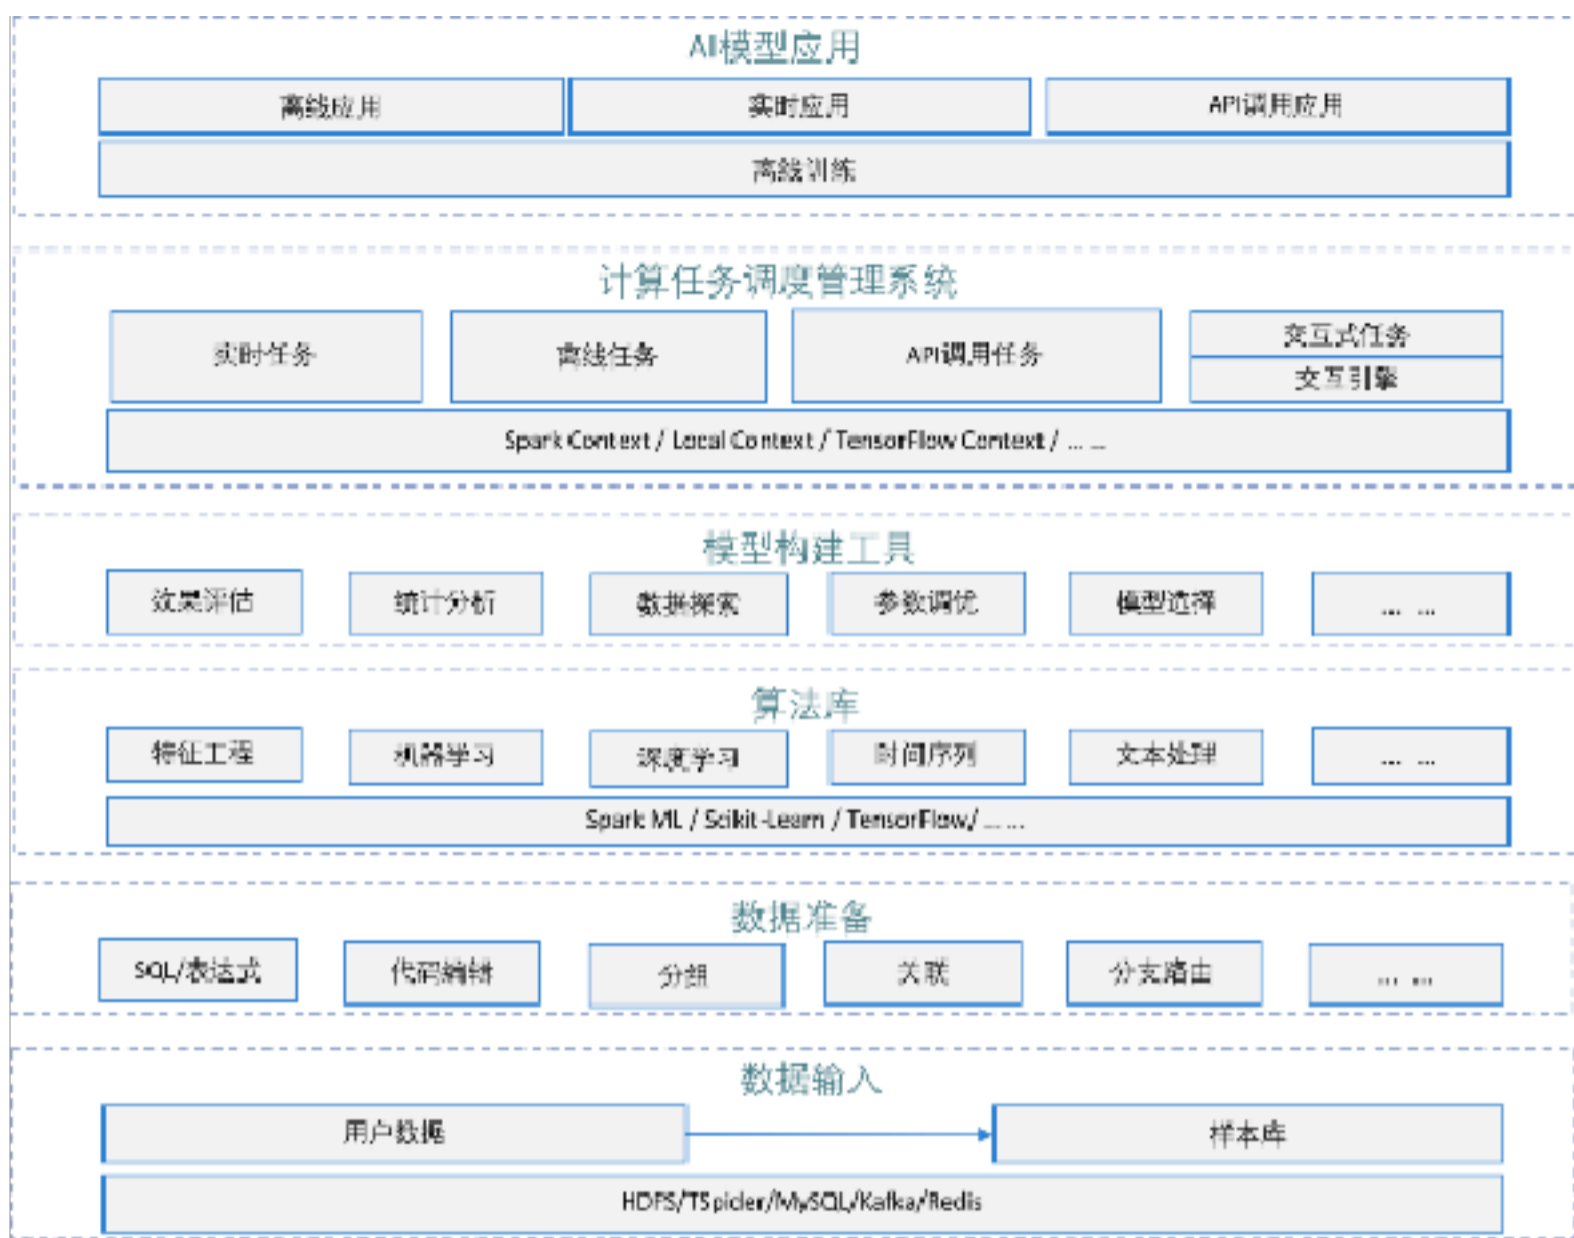 AI模型应用
离线应用
实时应用
API调用应用
离线训练
计算任务调度管理系统
实时任务
离线任务
API调用任务
交互式任务
交互引擎
Spark Context / Local Context / TensorFlow Context / ... ...
模型构建工具
效果评估
统计分析
数据探索
参数调优
模型选择
... ...
算法库
特征工程
机器学习
深度学习
时间序列
文本处理
... ...
Spark ML / Scikit-Learn / TensorFlow/ ... ...
数据准备
SQL/表达式
代码编辑
分组
关联
分支路由
... ...
数据输入
用户数据
样本库
HDFS/TSpider/MySQL/Kafka/Redis